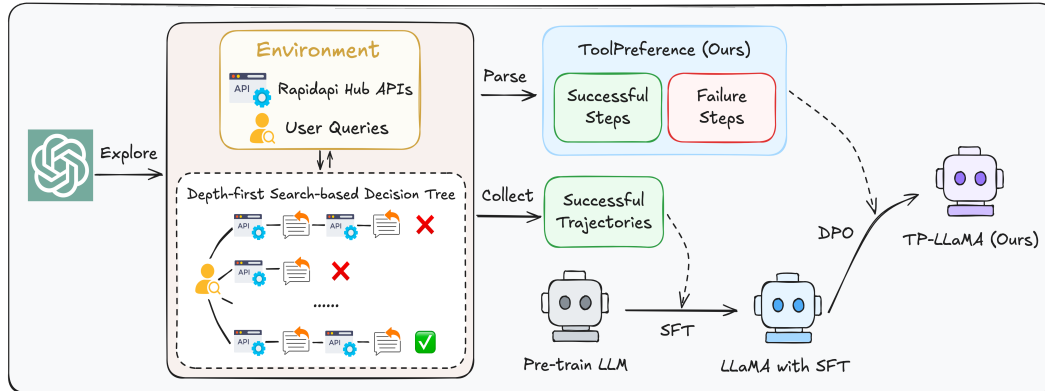 Environment
API
Rapidapi Hub APIs
User Queries
Explore
Depth-first Search-based Decision Tree
API
API
API
......
API
API
Parse
ToolPreference (Ours)
Successful
Steps
Failure
Steps
Collect
Successful
Trajectories
Pre-train LLM
SFT
LLaMA with SFT
DPO
TP-LLaMA (Ours)